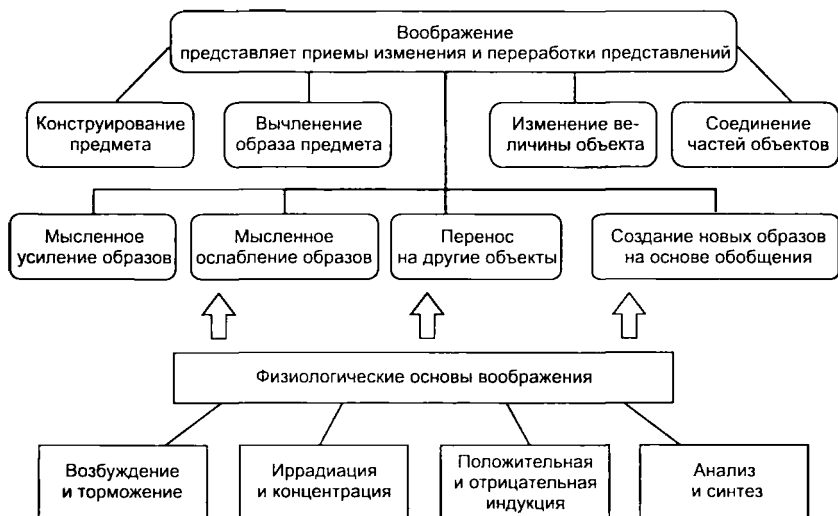 Воображение
представляет приемы изменения и переработки представлений
Конструирование
предмета
Вычленение
образа предмета
Изменение ве-
личины объекта
Соединение
частей объектов
Мысленное
усиление образов
Мысленное
ослабление образов
Перенос
на другие объекты
Создание новых образов
на основе обобщения
Физиологические основы воображения
Возбуждение
и торможение
Иррадиация
и концентрация
Положительная
и отрицательная
индукция
Анализ
и синтез